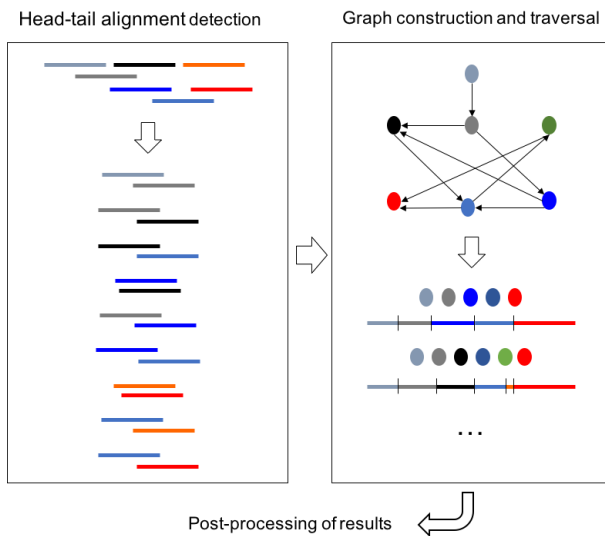 Head-tail alignment detection
Graph construction and traversal
...
Post-processing of results